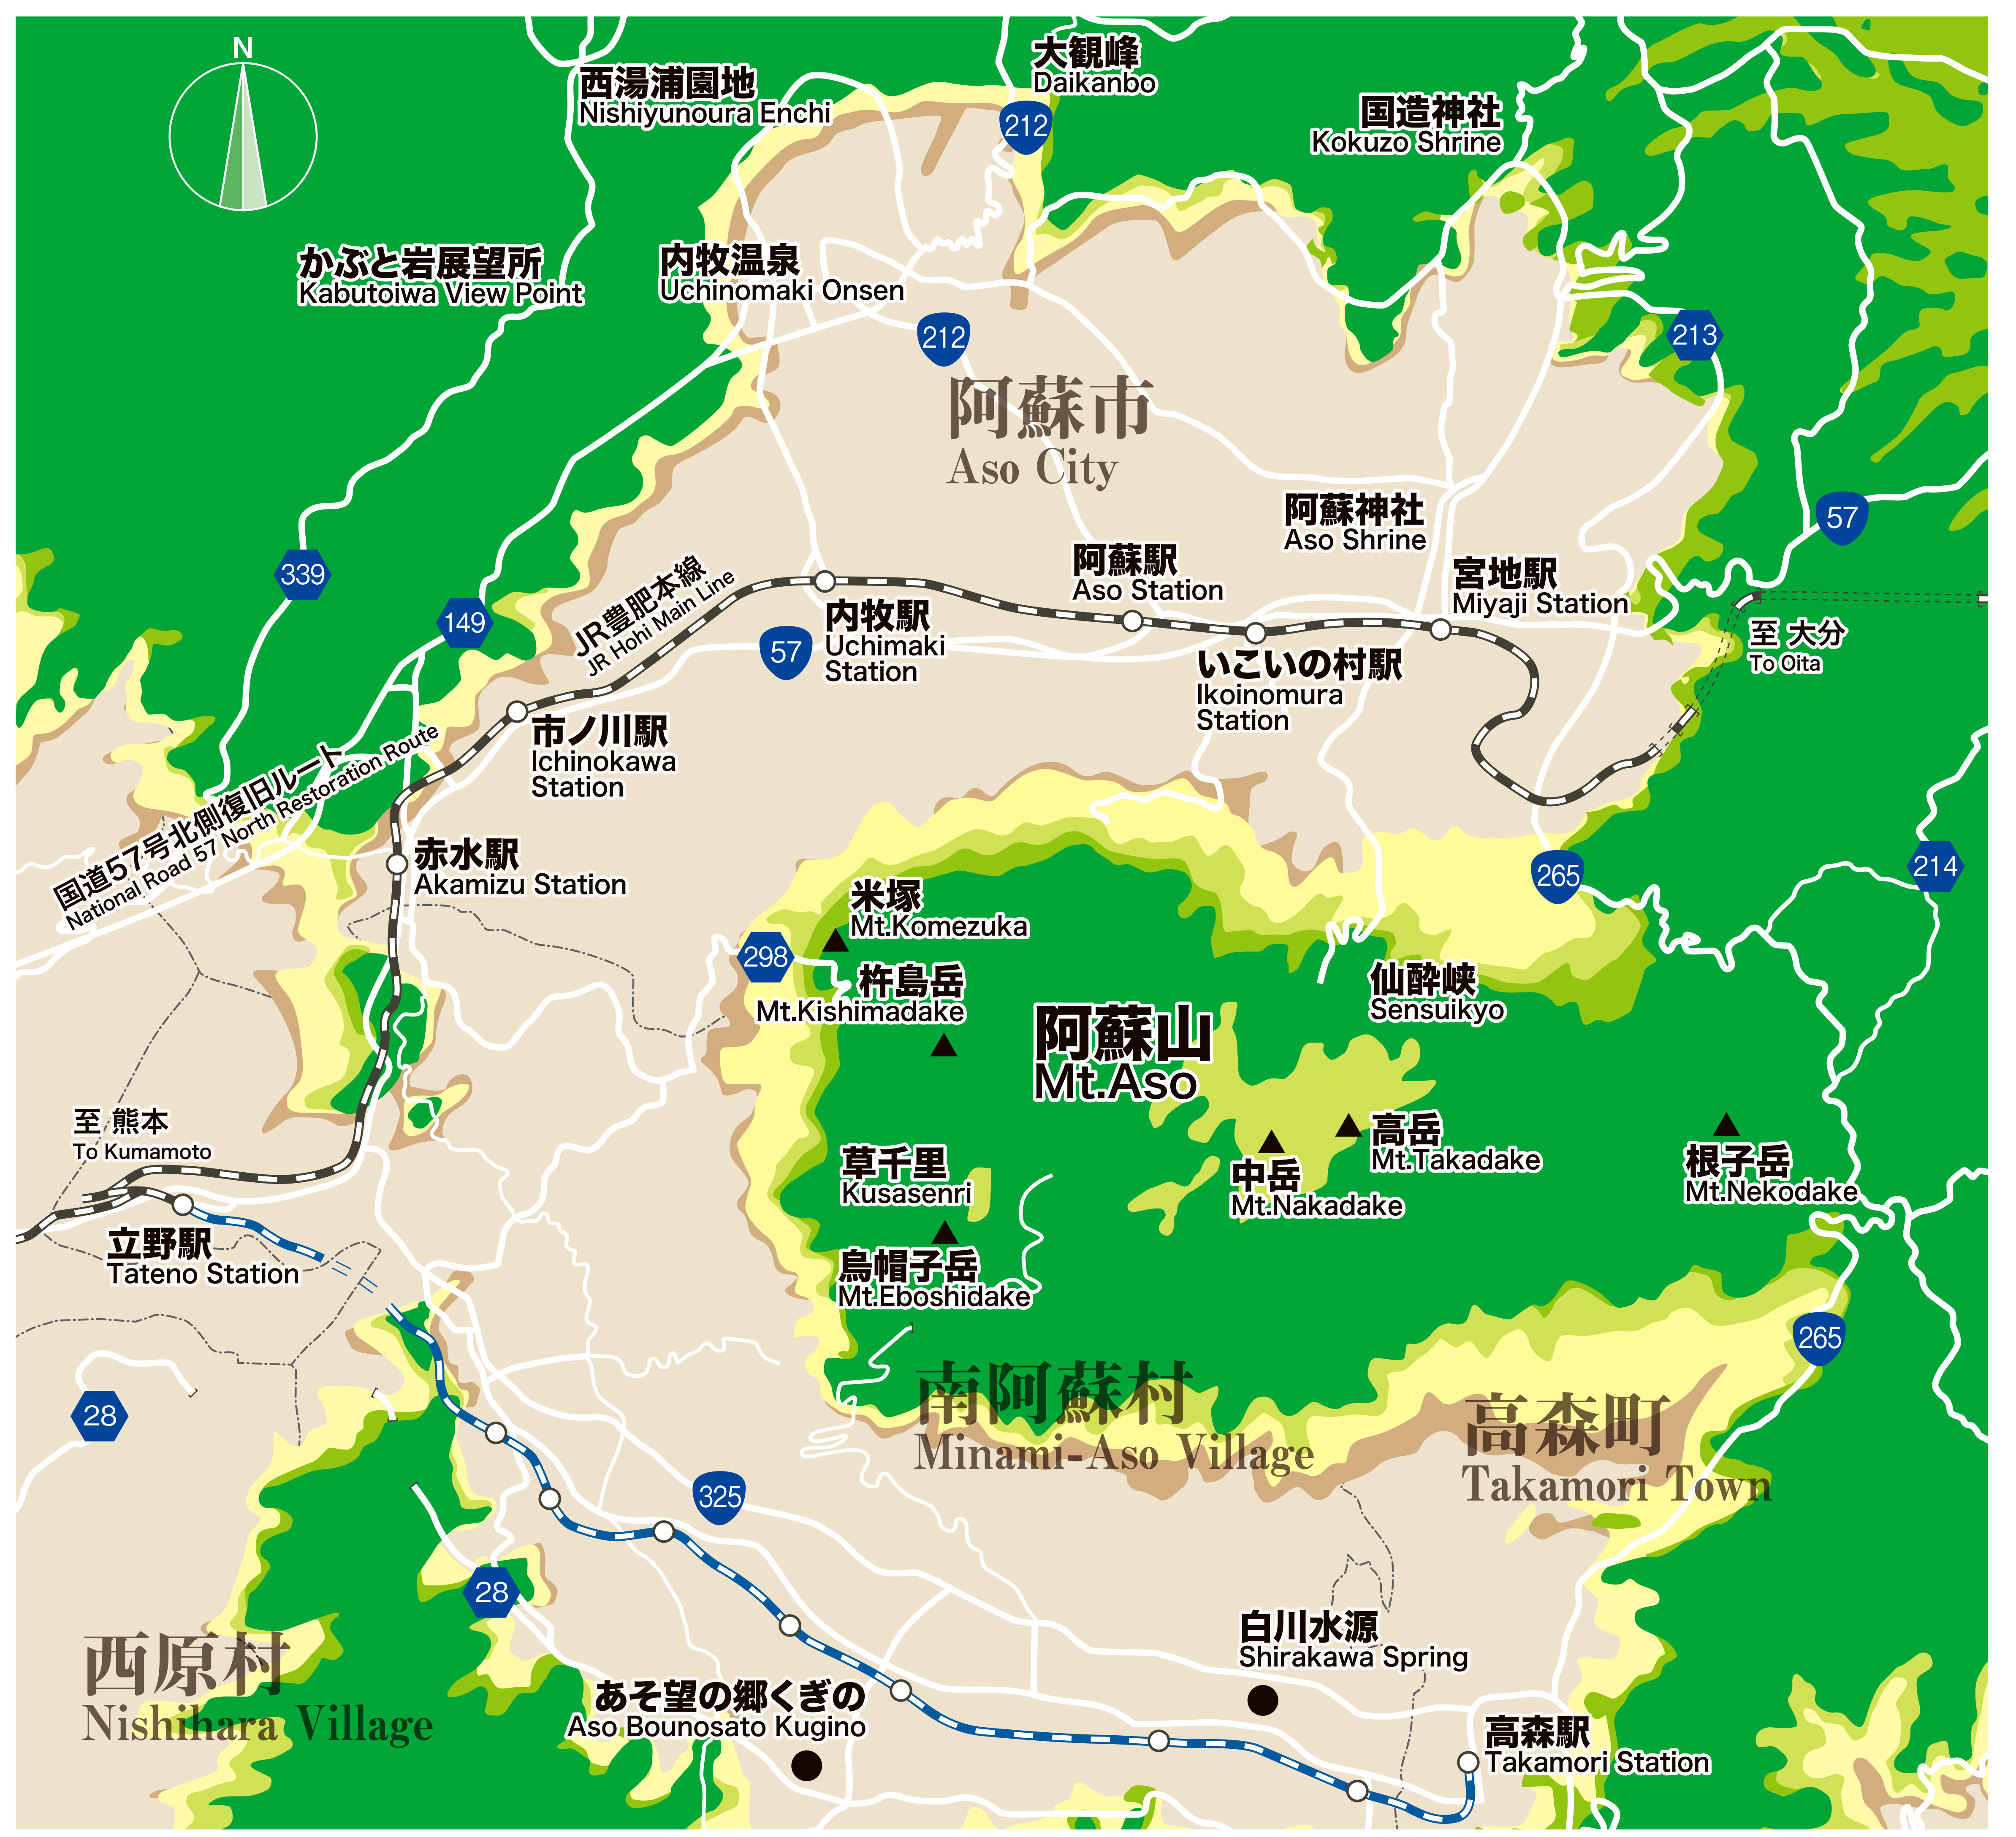 N
大観峰
Daikanbo
西湯浦園地
Nishiyunoura Enchi
212
国造神社
Kokuzo Shrine
かぶと岩展望所
Kabutoiwa View Point
内牧温泉
Uchinomaki Onsen
212
213
阿蘇市
Aso City
57
阿蘇神社
Aso Shrine
339
149
JR豊肥本線
JR Hohi Main Line
阿蘇駅
Aso Station
宮地駅
Miyaji Station
内牧駅
Uchimaki
Station
57
至 大分
To Oita
いこいの村駅
Ikoinomura
Station
市ノ川駅
Ichinokawa
Station
国道57号北側復旧ルート
National Road 57 North Restoration Route
赤水駅
Akamizu Station
265
214
米塚
Mt.Komezuka
298
杵島岳
Mt.Kishimadake
仙酔峡
Sensuikyo
阿蘇山
Mt.Aso
至 熊本
To Kumamoto
高岳
Mt.Takadake
中岳
Mt.Nakadake
草千里
Kusasenri
根子岳
Mt.Nekodake
立野駅
Tateno Station
烏帽子岳
Mt.Eboshidake
265
28
南阿蘇村
Minami-Aso Village
高森町
Takamori Town
325
28
西原村
Nishihara Village
白川水源
Shirakawa Spring
あそ望の郷くぎの
Aso Bounosato Kugino
高森駅
Takamori Station